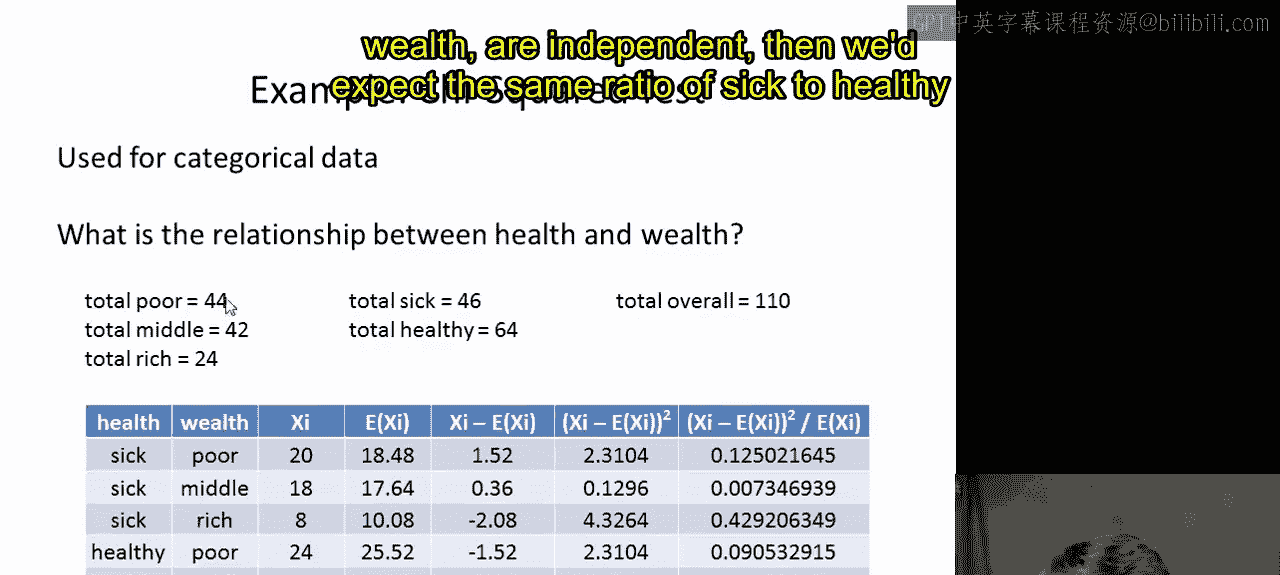 GPT中英字幕课程资源@bilibili.com
wealth, are independent, then we'd
expect the same ratio of sick to healthy
Used for categorical data
What is the relationship between health and wealth?
total poor = 44 total sick = 46 total overall = 110
total middle = 42 total healthy = 64
total rich = 24
health wealth Xi E(Xi) Xi – E(Xi) (Xi – E(Xi))² (Xi – E(Xi))² / E(Xi)
sick poor 20 18.48 1.52 2.3104 0.125021645
sick middle 18 17.64 0.36 0.1296 0.007346939
sick rich 8 10.08 -2.08 4.3264 0.429206349
healthy poor 24 25.52 -1.52 2.3104 0.090532915